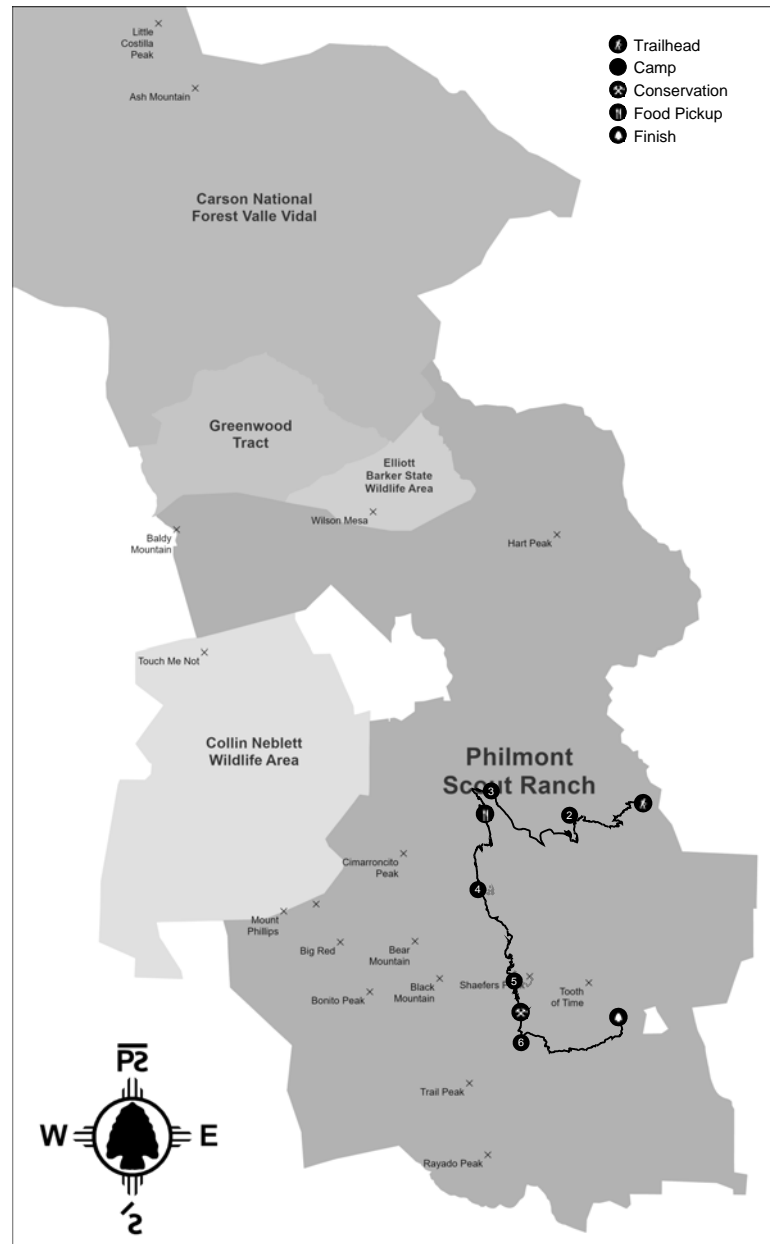 Little
Costilla
Peak
Ash Mountain
Trailhead
Camp
Conservation
Food Pickup
Finish
Carson National
Forest Valle Vidal
Greenwood
Tract
Elliott
Barker State
Wildlife Area
Wilson Mesa
Baldy
Mountain
Hart Peak
Touch Me Not
Collin Neblett
Wildlife Area
Philmont
Scout Ranch
3
2
Cimarroncito
Peak
4
Mount
Phillips
Big Red
Bear
Mountain
Black
Mountain
Bonito Peak
Shaefers
5
Tooth
of Time
6
Trail Peak
Rayado Peak
W
E